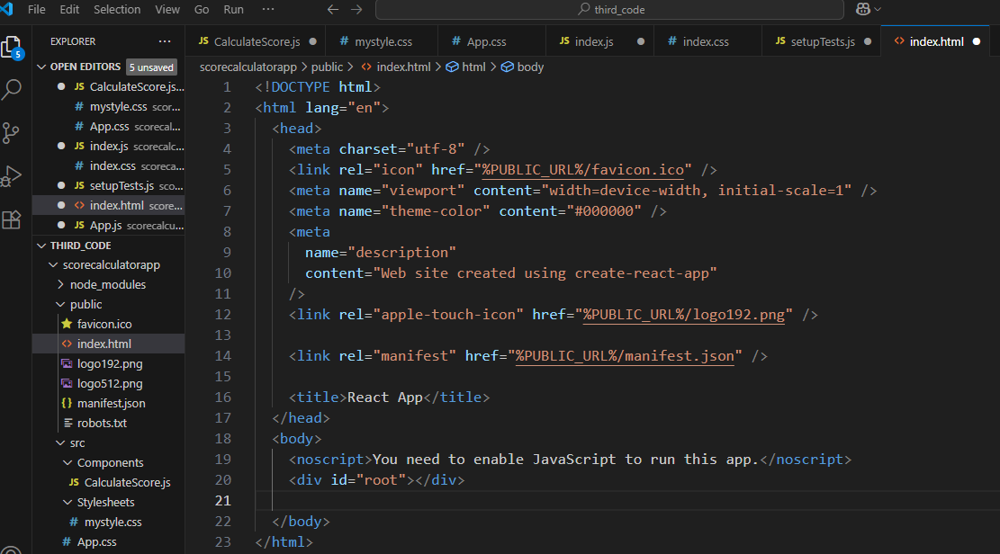 File Edit Selection View Go Run ··· third_code
EXPLORER ···
5
OPEN EDITORS 5 unsaved
JS CalculateScore.js...
# mystyle.css scor...
# App.css scorecal...
JS index.js scorecalc...
# index.css scoreca...
JS setupTests.js sco...
<> index.html score...
JS App.js scorecalcu...
THIRD_CODE
scorecalculatorapp
node_modules
public
favicon.ico
<> index.html
logo192.png
logo512.png
{} manifest.json
robots.txt
src
Components
JS CalculateScore.js
Stylesheets
# mystyle.css
# App.css
JS CalculateScore.js # mystyle.css # App.css JS index.js # index.css JS setupTests.js <> index.html
scorecalculatorapp > public > <> index.html > html > body
1 <!DOCTYPE html>
2 <html lang="en">
3 <head>
4 <meta charset="utf-8" />
5 <link rel="icon" href="%PUBLIC_URL%/favicon.ico" />
6 <meta name="viewport" content="width=device-width, initial-scale=1" />
7 <meta name="theme-color" content="#000000" />
8 <meta
9 name="description"
10 content="Web site created using create-react-app"
11 />
12 <link rel="apple-touch-icon" href="%PUBLIC_URL%/logo192.png" />
13
14 <link rel="manifest" href="%PUBLIC_URL%/manifest.json" />
15
16 <title>React App</title>
17 </head>
18 <body>
19 <noscript>You need to enable JavaScript to run this app.</noscript>
20 <div id="root"></div>
21
22 </body>
23 </html>